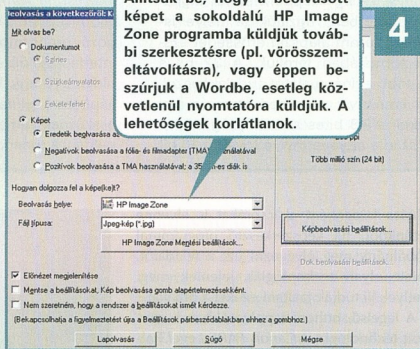 Állítsuk be, hogy a beolvasott
képet a sokoldalú HP Image
Zone programba küldjük továb-
bi szerkesztésre (pl. vörösszem-
eltávolításra), vagy éppen be-
szúrjuk a Wordbe, esetleg köz-
vetlenül nyomtatóra küldjük. A
lehetőségek korlátlanok.
4
Beolvasás a következőről:
Mit olvas be?
Dokumentumot
Színes
Szürkeárnyalatos
Fekete-fehér
Képet
Eredetik beolvasása az
Negatívok beolvasása a fólia- és filmadapter (TMA) használatával
Pozitívok beolvasása a TMA használatával; a 35 diák is
ppi
Több millió szín (24 bit)
Hogyan dolgozza fel a képe(ke)t?
Beolvasás helye:
HP Image Zone
Fájl típusa:
Jpeg-kép (*.jpg)
HP Image Zone Mentési beállítások...
Képbeolvasási beállítások...
Dok.beolvasási beállítások...
Előnézet megjelenítése
Mentse a beállításokat, Kép beolvasása gomb alapértelmezésekként.
Nem szeretném, hogy a rendszer a beállításokat ismét kérdezze.
(Bekapcsolhatja a figyelmeztetést újra a Beállítások párbeszédablakban ehhez a gombhoz.)
Lapolvasás
Súgó
Mégse